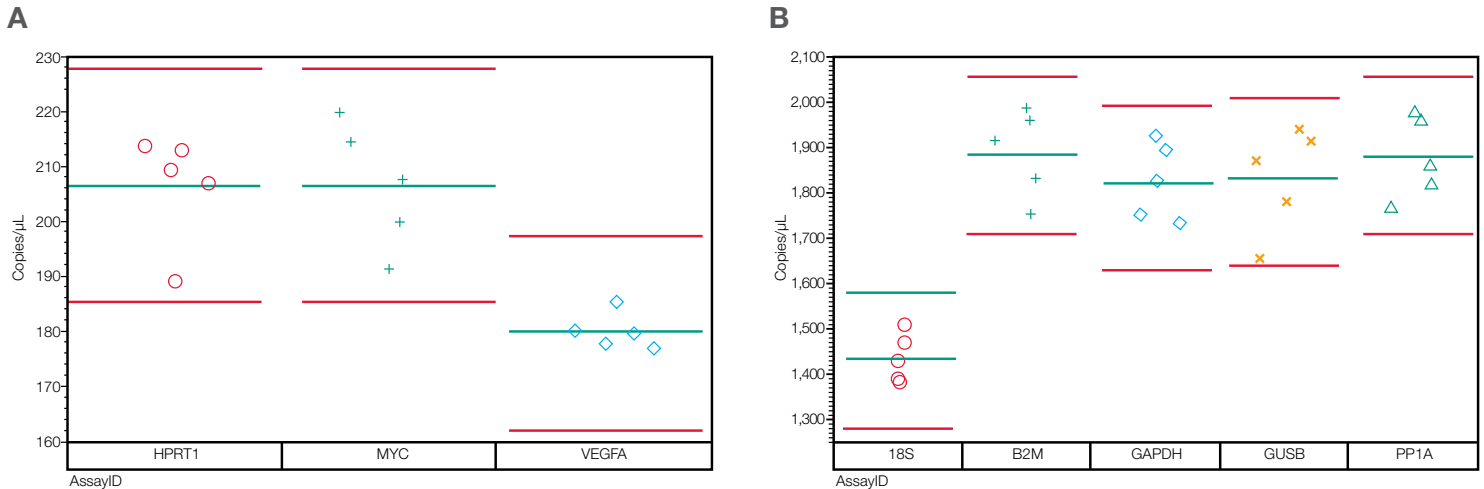 A
230
220
210
200
190
180
170
160
Copies/µL
HPRT1 MYC VEGFA
AssayID
B
2,100
2,000
1,900
1,800
1,700
1,600
1,500
1,400
1,300
Copies/µL
18S B2M GAPDH GUSB PP1A
AssayID